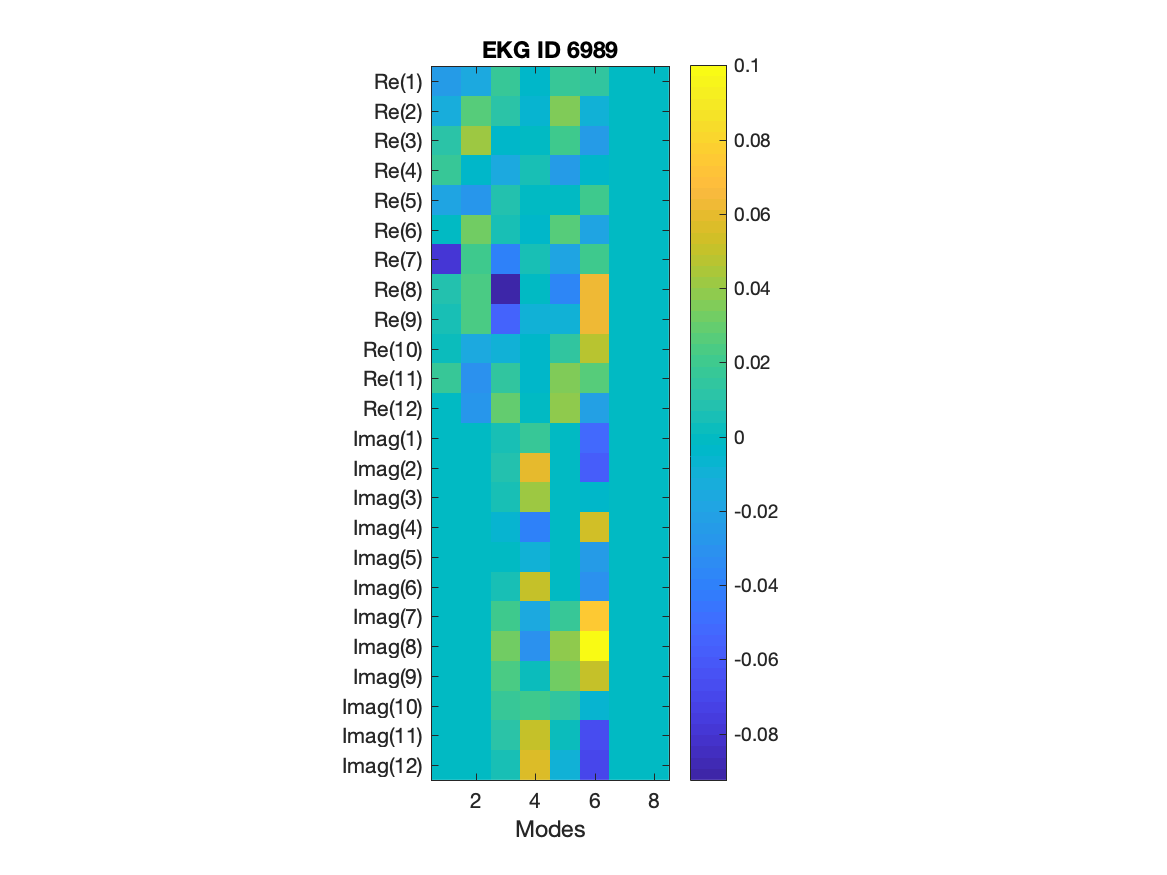 EKG ID 6989
Re(1)
Re(2)
Re(3)
Re(4)
Re(5)
Re(6)
Re(7)
Re(8)
Re(9)
Re(10)
Re(11)
Re(12)
Imag(1)
Imag(2)
Imag(3)
Imag(4)
Imag(5)
Imag(6)
Imag(7)
Imag(8)
Imag(9)
Imag(10)
Imag(11)
Imag(12)
2 4 6 8
Modes
0.1
0.08
0.06
0.04
0.02
0
-0.02
-0.04
-0.06
-0.08